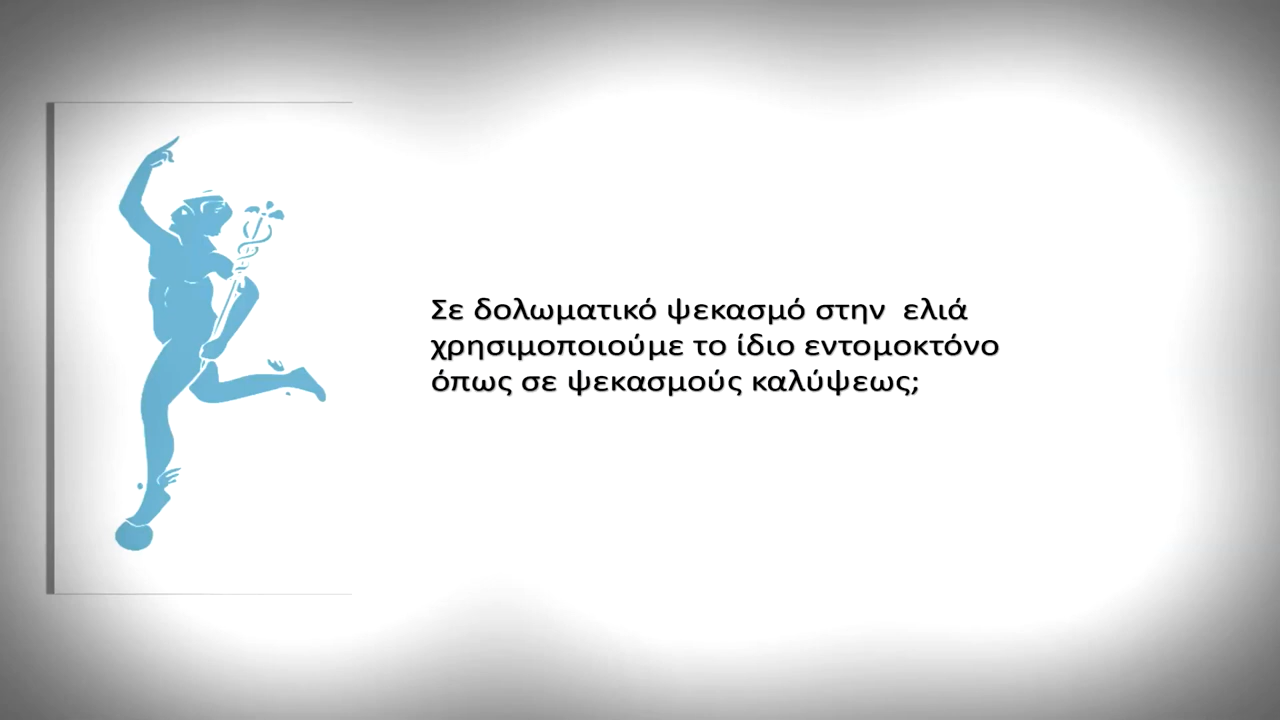 Σε δολωματικό ψεκασμό στην  ελιά
χρησιμοποιούμε το ίδιο εντομοκτόνο
όπως σε ψεκασμούς καλύψεως;